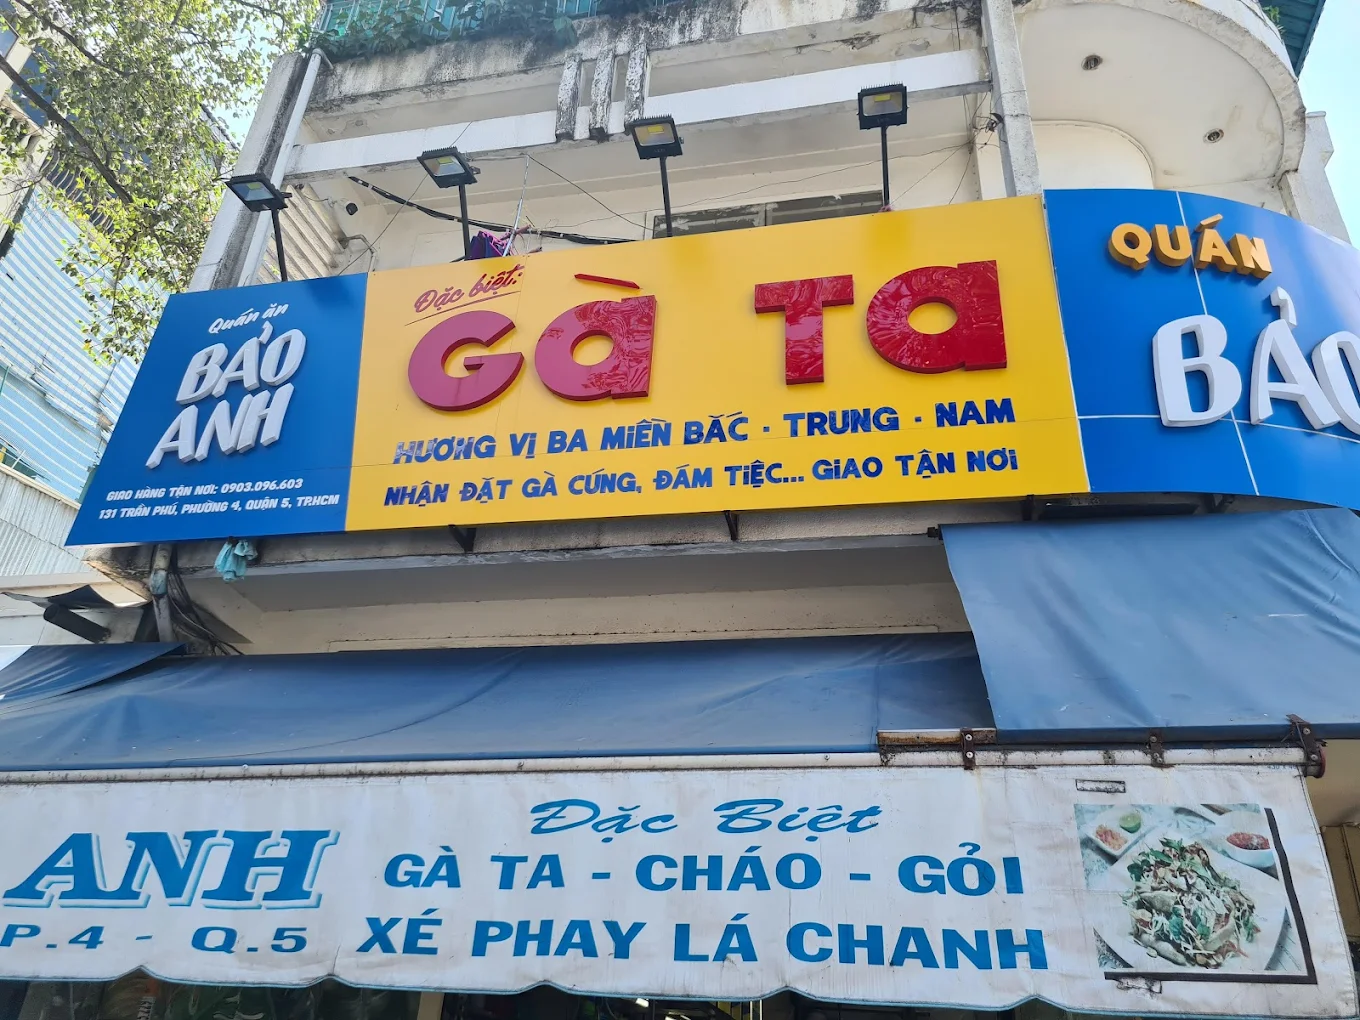 Quán ăn
BẢO
ANH
GIAO HÀNG TẬN NƠI: 0903.096.603
131 TRẦN PHÚ, PHƯỜNG 4, QUẬN 5, TP.HCM
Đặc biệt:
GÀ TA
HƯƠNG VỊ BA MIỀN BẮC . TRUNG . NAM
NHẬN ĐẶT GÀ CÚNG, ĐÁM TIỆC... GIAO TẬN NƠI
QUÁN
BẢO
ANH
P.4 - Q.5
Đặc Biệt
GÀ TA - CHÁO - GỎI
XÉ PHAY LÁ CHANH